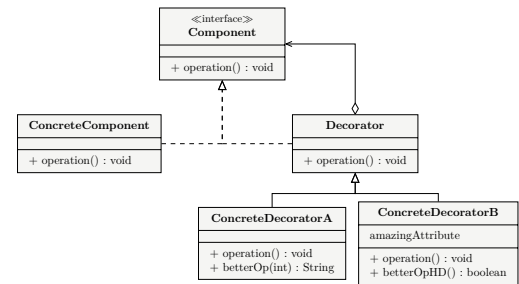 ≪interface≫
Component
+ operation() : void
ConcreteComponent
+ operation() : void
Decorator
+ operation() : void
ConcreteDecoratorA
+ operation() : void
+ betterOp(int) : String
ConcreteDecoratorB
amazingAttribute
+ operation() : void
+ betterOpHD() : boolean